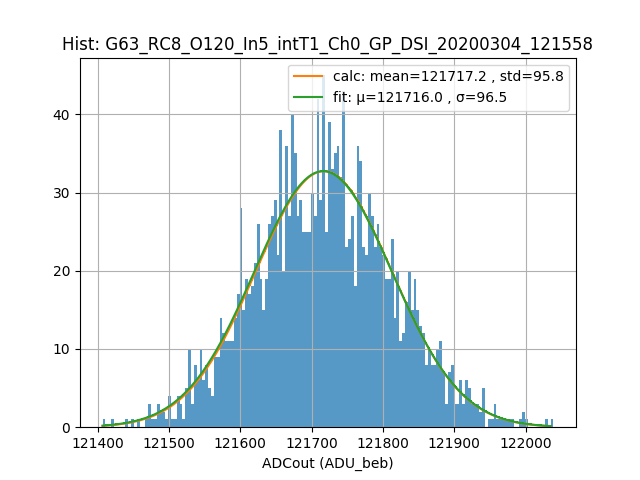 Hist: G63_RC8_O120_In5_intT1_Ch0_GP_DSI_20200304_121558
calc: mean=121717.2 , std=95.8
fit: μ=121716.0 , σ=96.5
40
30
20
10
0
121400 121500 121600 121700 121800 121900 122000
ADCout (ADU_beb)